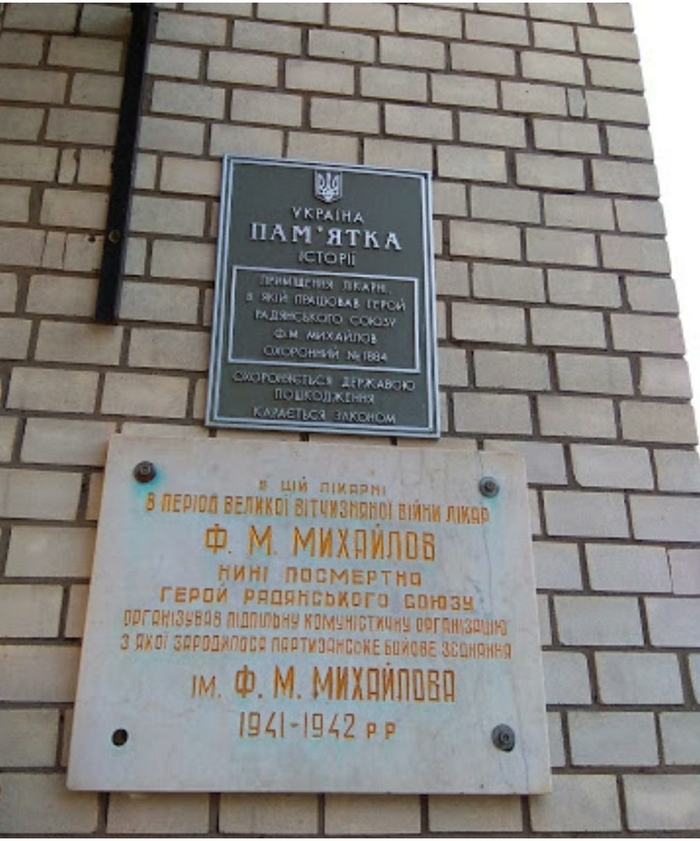 УКРАЇНА
ПАМ'ЯТКА
ІСТОРІЇ
ПРИМІЩЕННЯ ЛІКАРНІ,
В ЯКІЙ ПРАЦЮВАВ ГЕРОЙ
РАДЯНСЬКОГО СОЮЗУ
Ф.М. МИХАЙЛОВ
ОХОРОННИЙ №1884
ОХОРОНЯЄТЬСЯ ДЕРЖАВОЮ
ПОШКОДЖЕННЯ
КАРАЄТЬСЯ ЗАКОНОМ
В ЦІЙ ЛІКАРНІ
В ПЕРІОД ВЕЛИКОЇ ВІТЧИЗНЯНОЇ ВІЙНИ ЛІКАР
Ф. М. МИХАЙЛОВ
НИНІ ПОСМЕРТНО
ГЕРОЙ РАДЯНСЬКОГО СОЮЗУ
ОРГАНІЗУВАВ ПІДПІЛЬНУ КОМУНІСТИЧНУ ОРГАНІЗАЦІЮ
З ЯКОЇ ЗАРОДИЛОСЯ ПАРТИЗАНСЬКЕ БОЙОВЕ ЗЄДНАННЯ
ІМ. Ф. М. МИХАЙЛОВА
1941-1942 Р Р